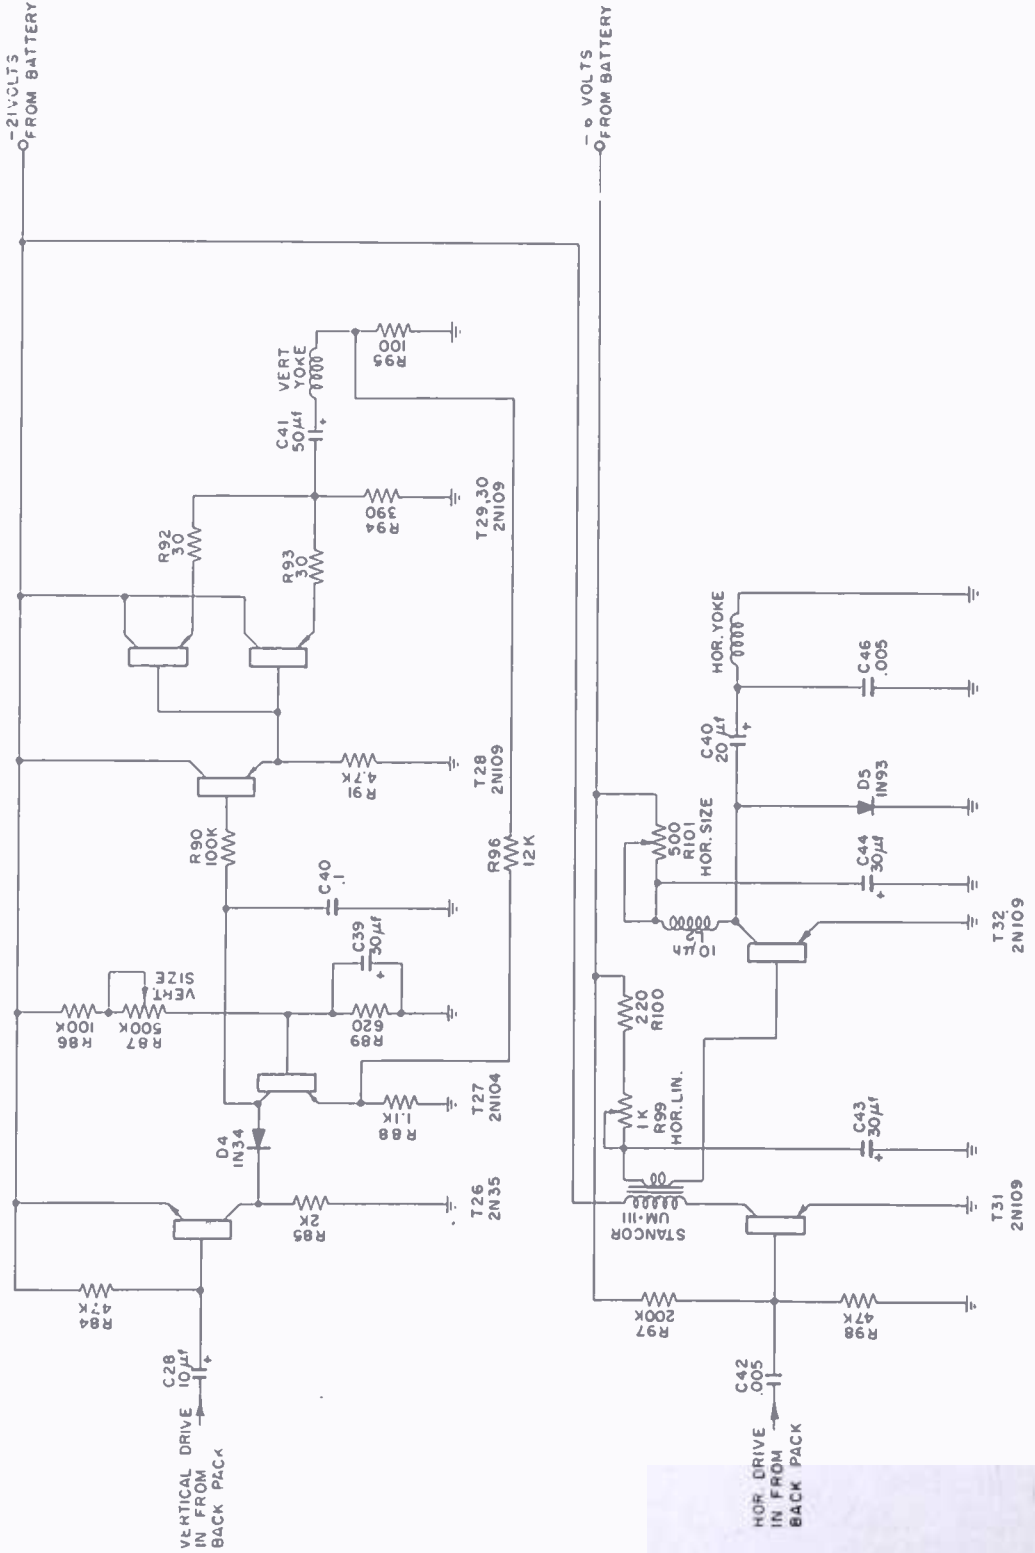 -21 VOLTS
FROM BATTERY
R84
47K
R86
100K
R87
500K
VERT.
SIZE
R90
100K
R92
30
R93
30
C41
50µf
+
VERT
YOKE
R95
100
VERTICAL DRIVE
IN FROM
BACK PACK
C28
10µf
+
D4
1N34
R85
2K
R88
1.1K
R89
620
C39
+
C40
.1
R91
4.7K
R94
390
T26
2N35
T27
2N104
T28
2N109
T29,30
2N109
R96
12K
VOLTS
FROM BATTERY
R97
200K
STANCOR
UM-111
1K
R99
HOR. LIN.
220
R100
10µh
500
R101
HOR. SIZE
C40
20µf
+
HOR. YOKE
HOR. DRIVE
IN FROM
BACK PACK
C42
.005
R98
47K
C43
30µf
+
C44
30µf
+
D5
1N93
C46
.005
T31
2N109
T32
2N109